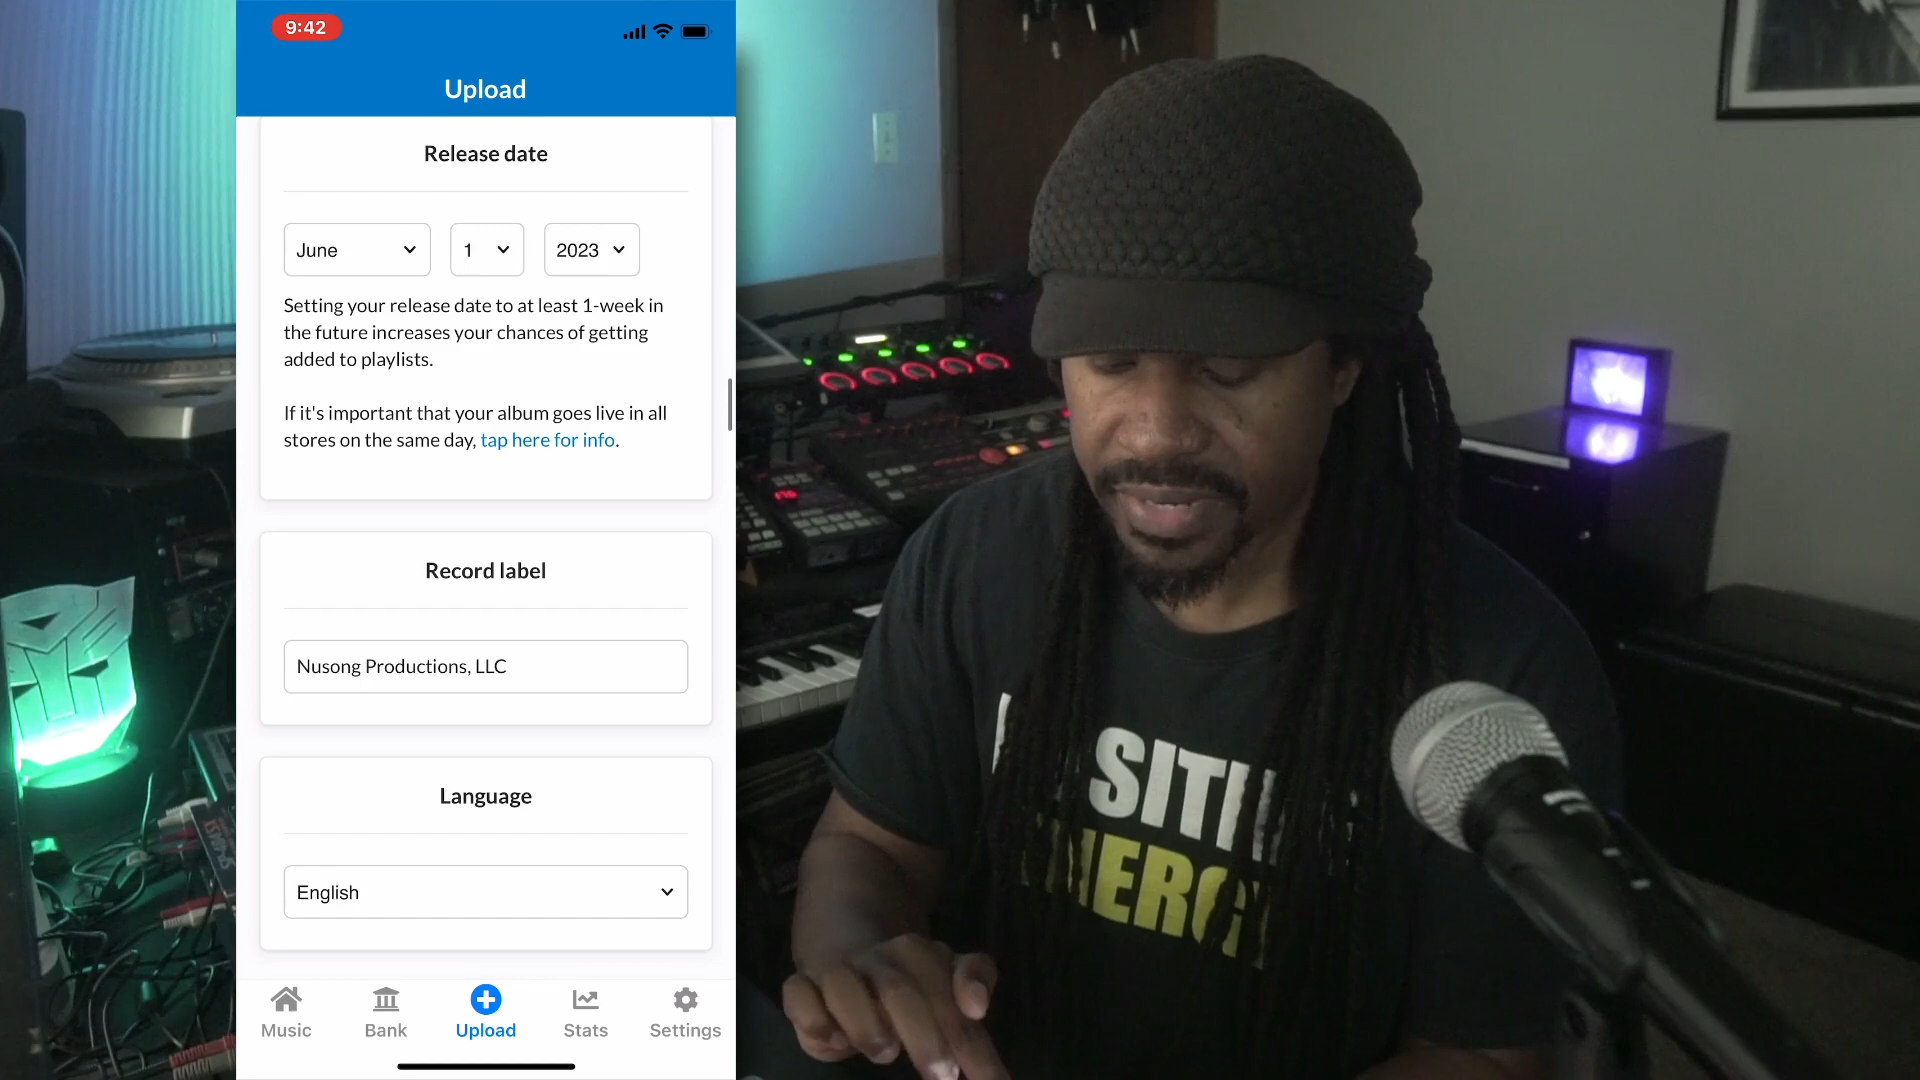 9:42
Upload
Release date
June
1
2023
Setting your release date to at least 1-week in
the future increases your chances of getting
added to playlists.
If it's important that your album goes live in all
stores on the same day, tap here for info.
Record label
Nusong Productions, LLC
Language
English
Music
Bank
Upload
Stats
Settings